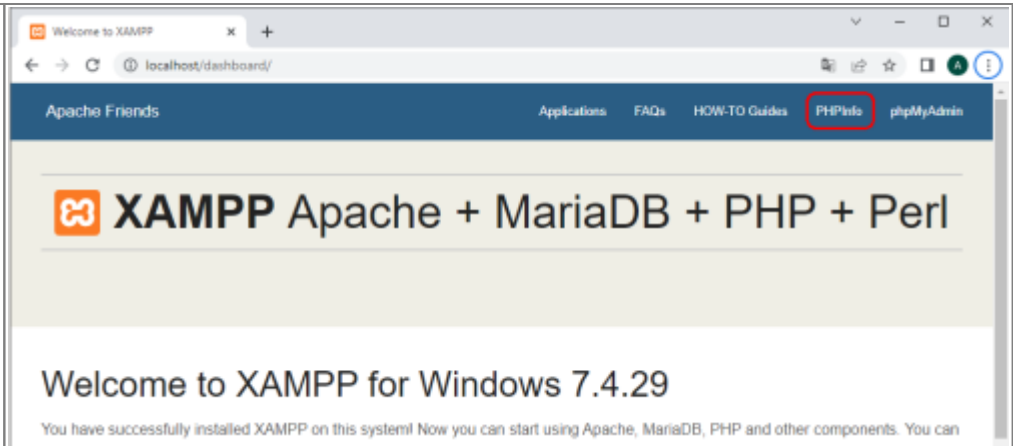 Welcome to XAMPP
localhost/dashboard/
A
Apache Friends Applications FAQs HOW-TO Guides PHPInfo phpMyAdmin
XAMPP Apache + MariaDB + PHP + Perl
Welcome to XAMPP for Windows 7.4.29
You have successfully installed XAMPP on this system! Now you can start using Apache, MariaDB, PHP and other components. You can